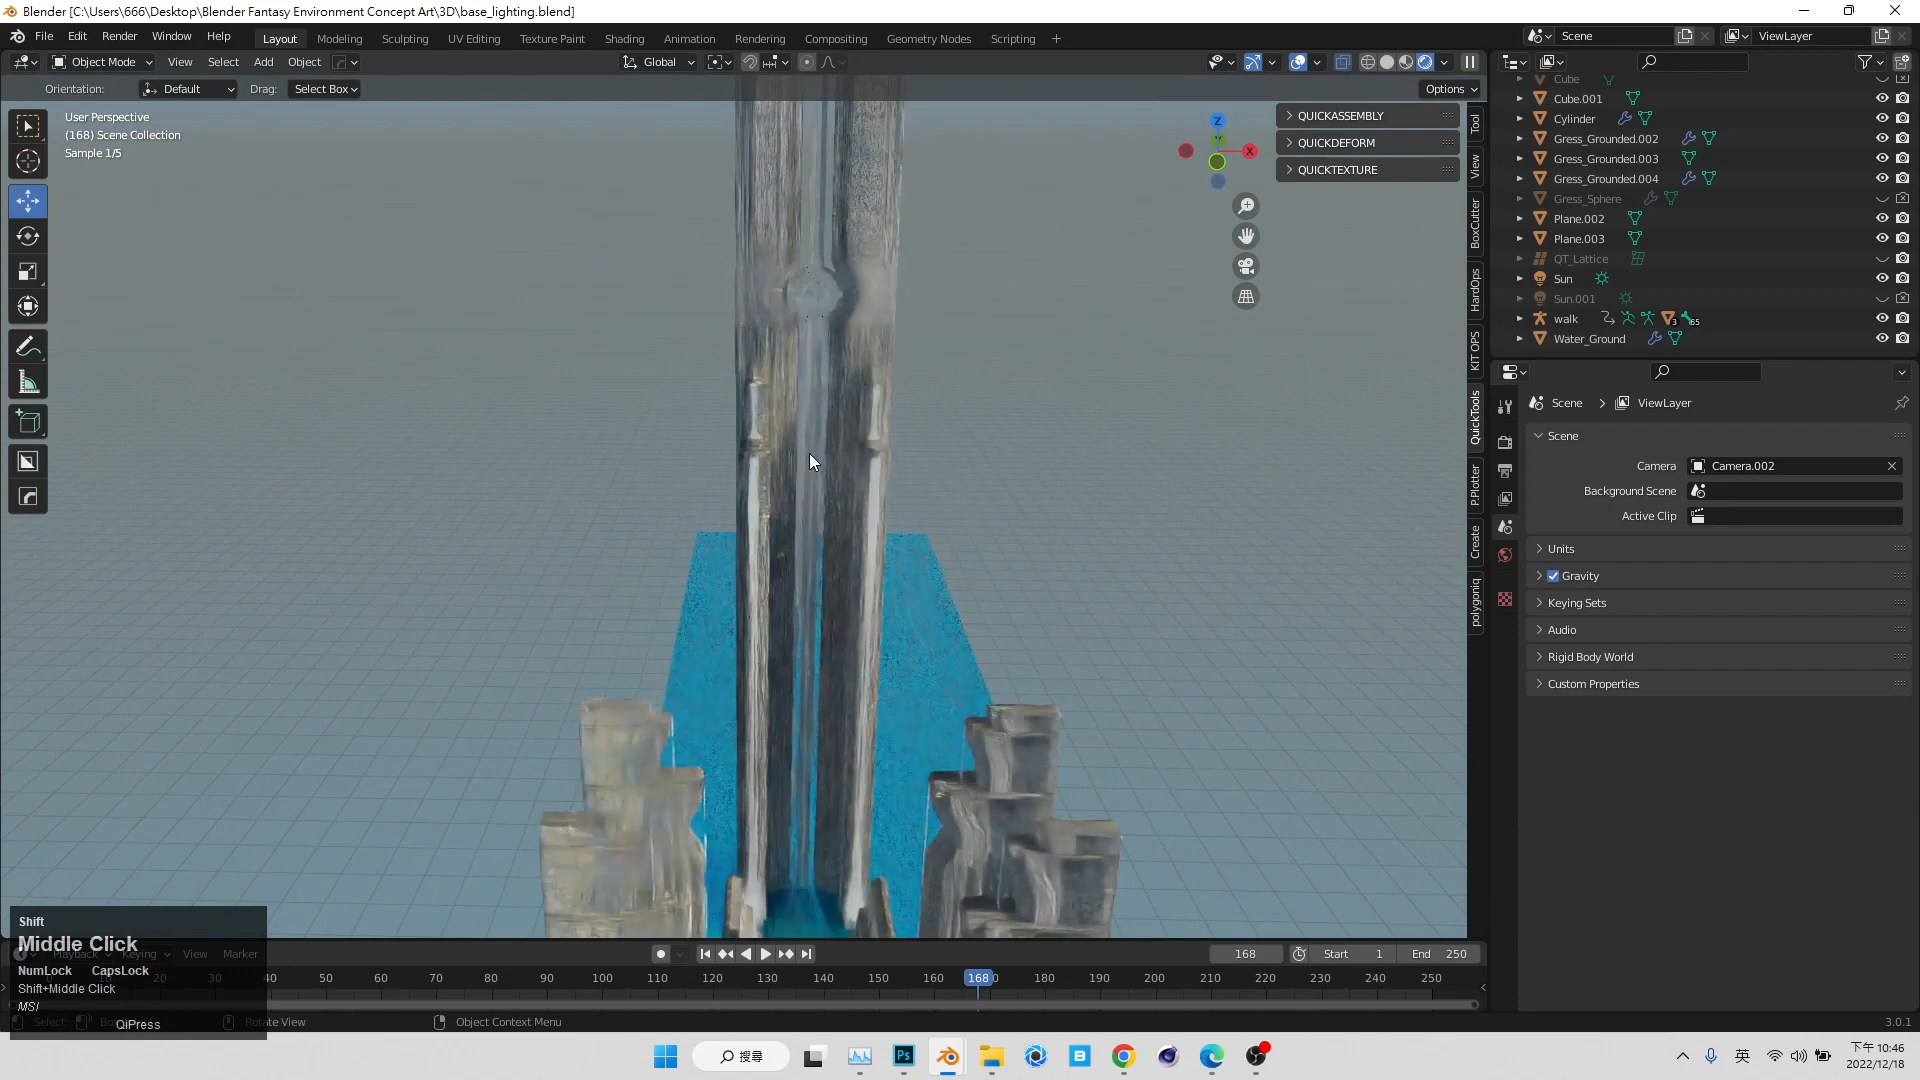 Blender [C:\Users\666\Desktop\Blender Fantasy Environment Concept Art\3D\base_lighting.blend]
File Edit Render Window Help Layout Modeling Sculpting UV Editing Texture Paint Shading Animation Rendering Compositing Geometry Nodes Scripting + Scene ViewLayer
Object Mode View Select Add Object Global
Orientation: Default Drag: Select Box Options
User Perspective
(168) Scene Collection
Sample 1/5
Z
Y
X
QUICKASSEMBLY
QUICKDEFORM
QUICKTEXTURE
Tool
View
BoxCutter
HardOps
KIT OPS
QuickTools
P.Plotter
Create
polygoniq
Cube
Cube.001
Cylinder
Gress_Grounded.002
Gress_Grounded.003
Gress_Grounded.004
Gress_Sphere
Plane.002
Plane.003
QT_Lattice
Sun
Sun.001
walk 3 65
Water_Ground
Scene > ViewLayer
Scene
Camera Camera.002
Background Scene
Active Clip
Units
Gravity
Keying Sets
Audio
Rigid Body World
Custom Properties
Shift
Middle Click
NumLock CapsLock
Shift+Middle Click
MSI
QiPress
Playback Keying View Marker
168 Start 1 End 250
30 40 50 60 70 80 90 100 110 120 130 140 150 160 168 180 190 200 210 220 230 240 250
Select Rotate View Object Context Menu 3.0.1
搜尋
Ps
英
下午 10:46
2022/12/18